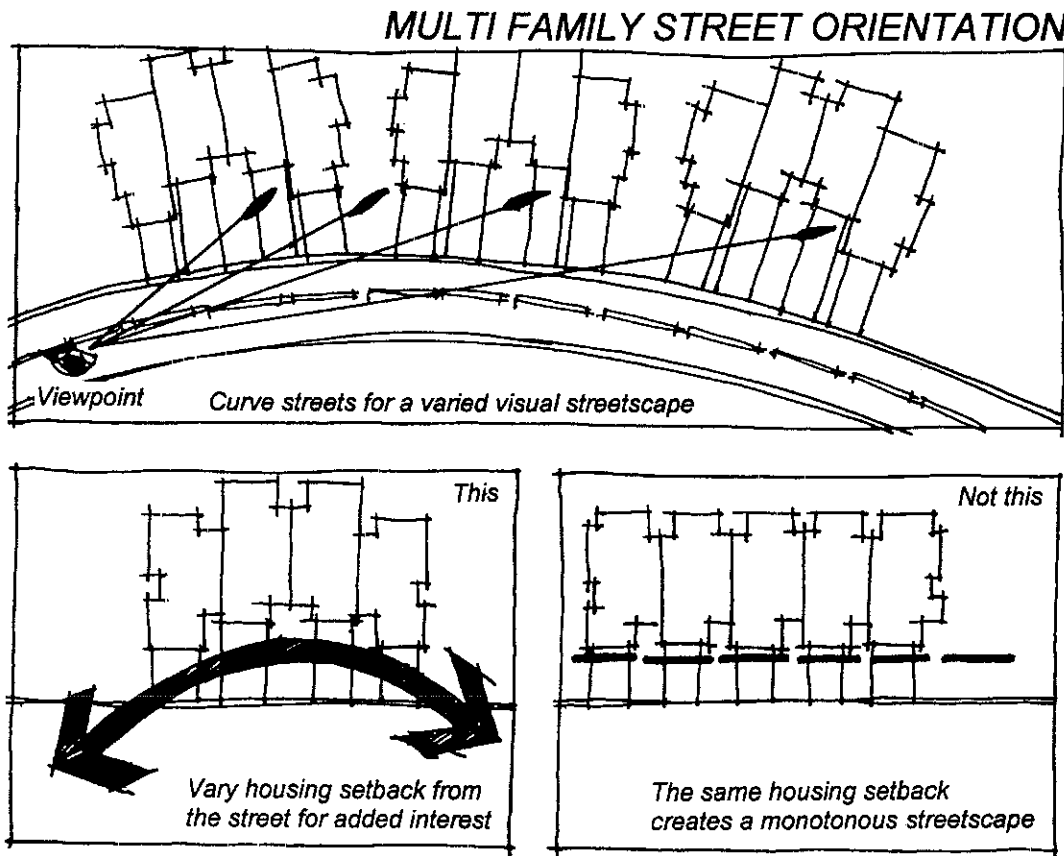 MULTI FAMILY STREET ORIENTATION
Viewpoint
Curve streets for a varied visual streetscape
This
Vary housing setback from
the street for added interest
Not this
The same housing setback
creates a monotonous streetscape